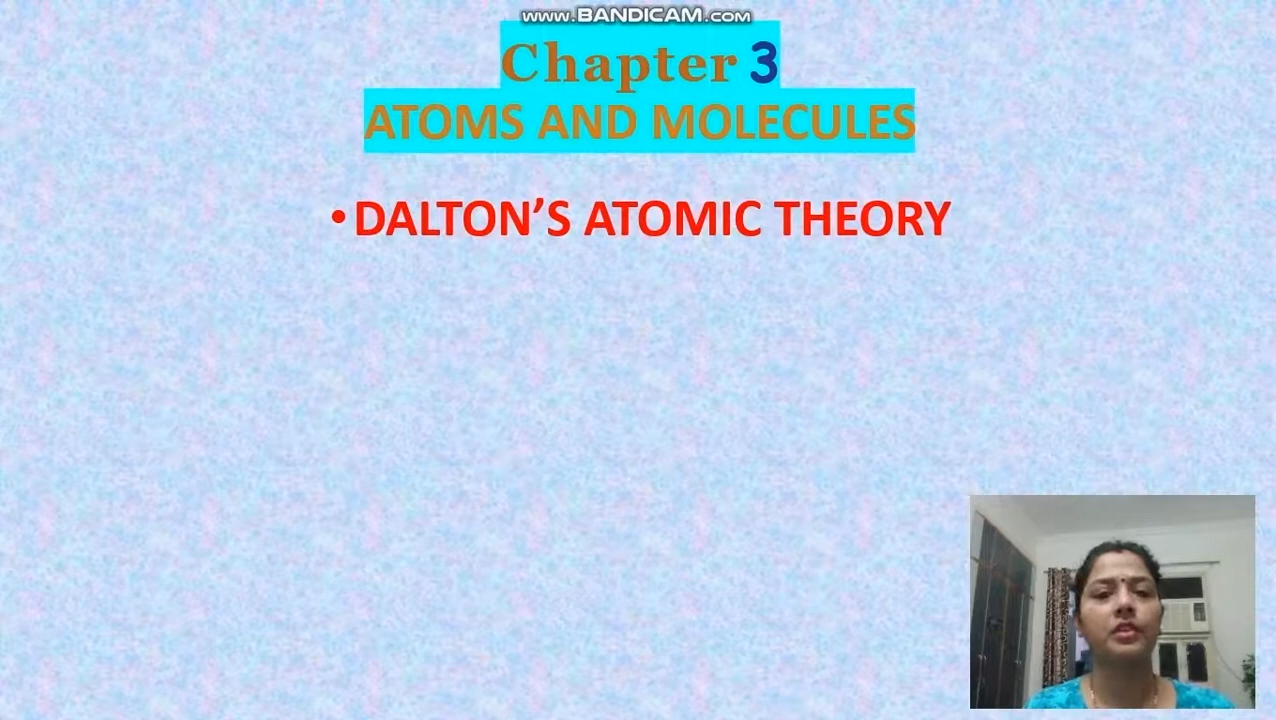 www.BANDICAM.com
Chapter 3
ATOMS AND MOLECULES
• DALTON’S ATOMIC THEORY